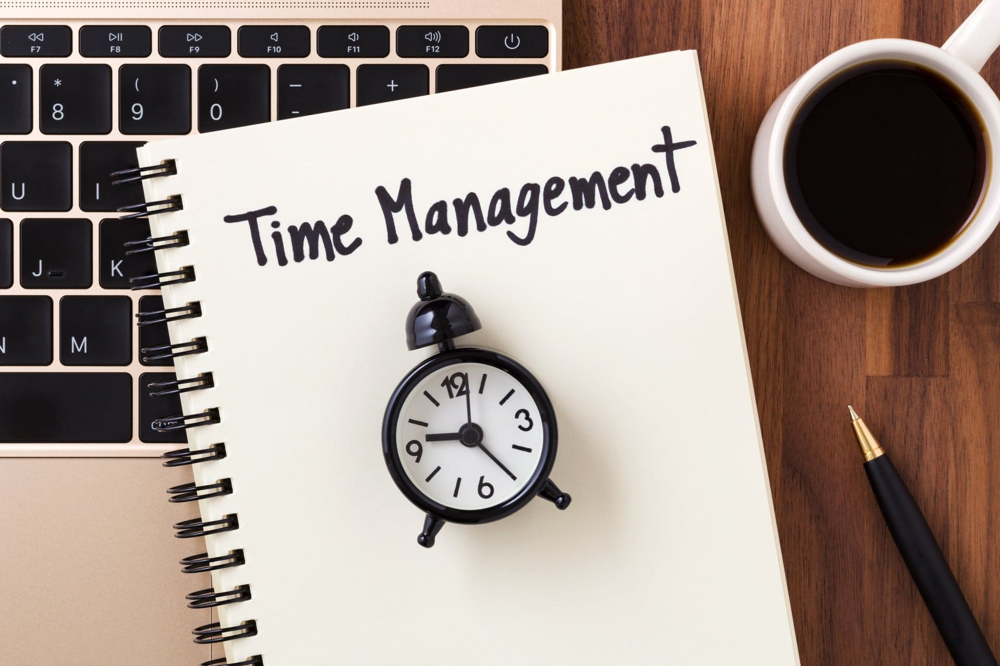 F7 F8 F9 F10 F11 F12
* ( ) — +
8 9 0 -
U I
Time Management
J K
N M
12
3
9
6